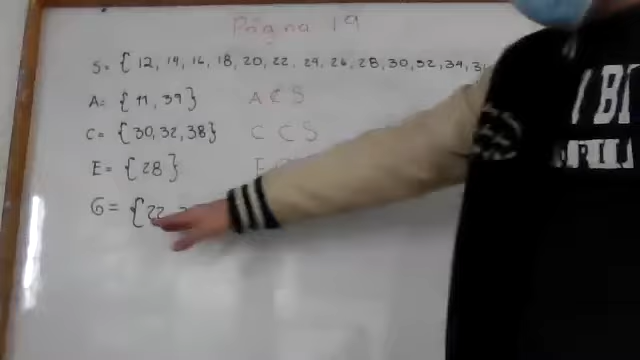 Página 19
S= { 12, 14, 16, 18, 20, 22, 24, 26, 28, 30, 32, 34,
A= { 11, 39 } A ⊄ S
C= { 30, 32, 38 } C ⊂ S
E= { 28 } E
G= { 22,